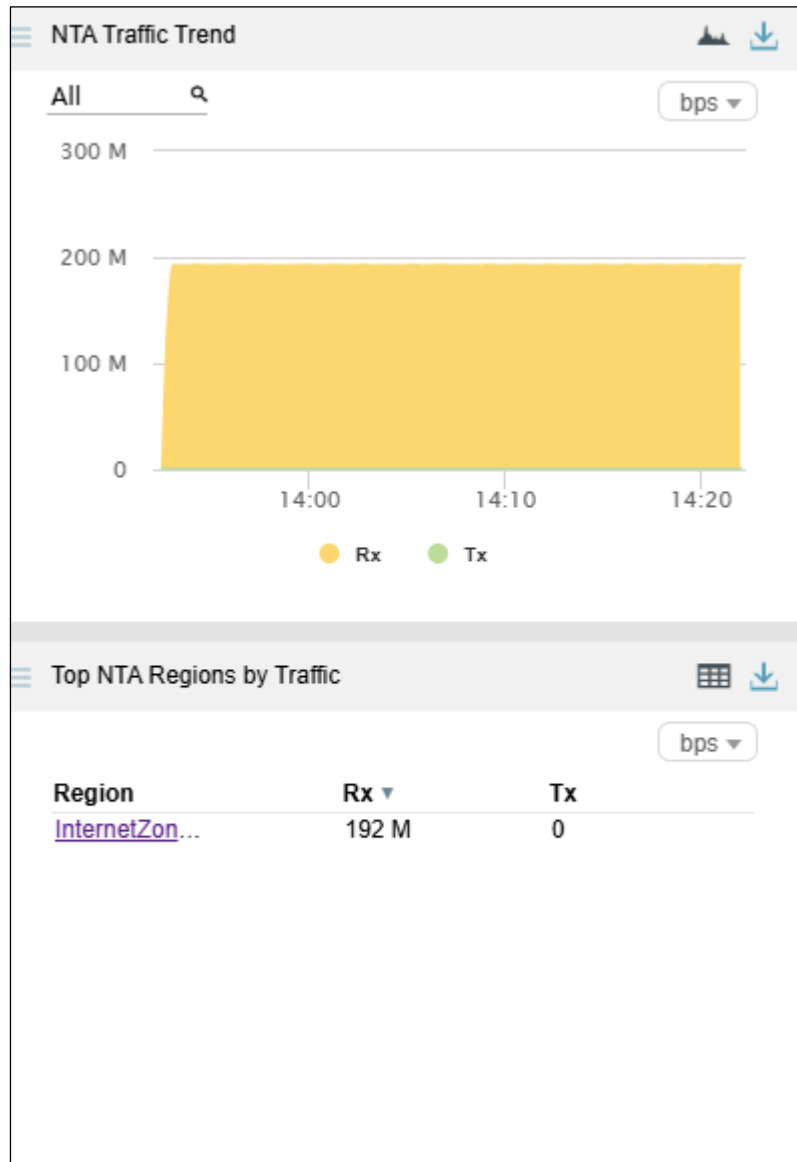 NTA Traffic Trend
All
bps
300 M
200 M
100 M
0
14:00 14:10 14:20
Rx Tx
Top NTA Regions by Traffic
bps
Region Rx Tx
InternetZon... 192 M 0